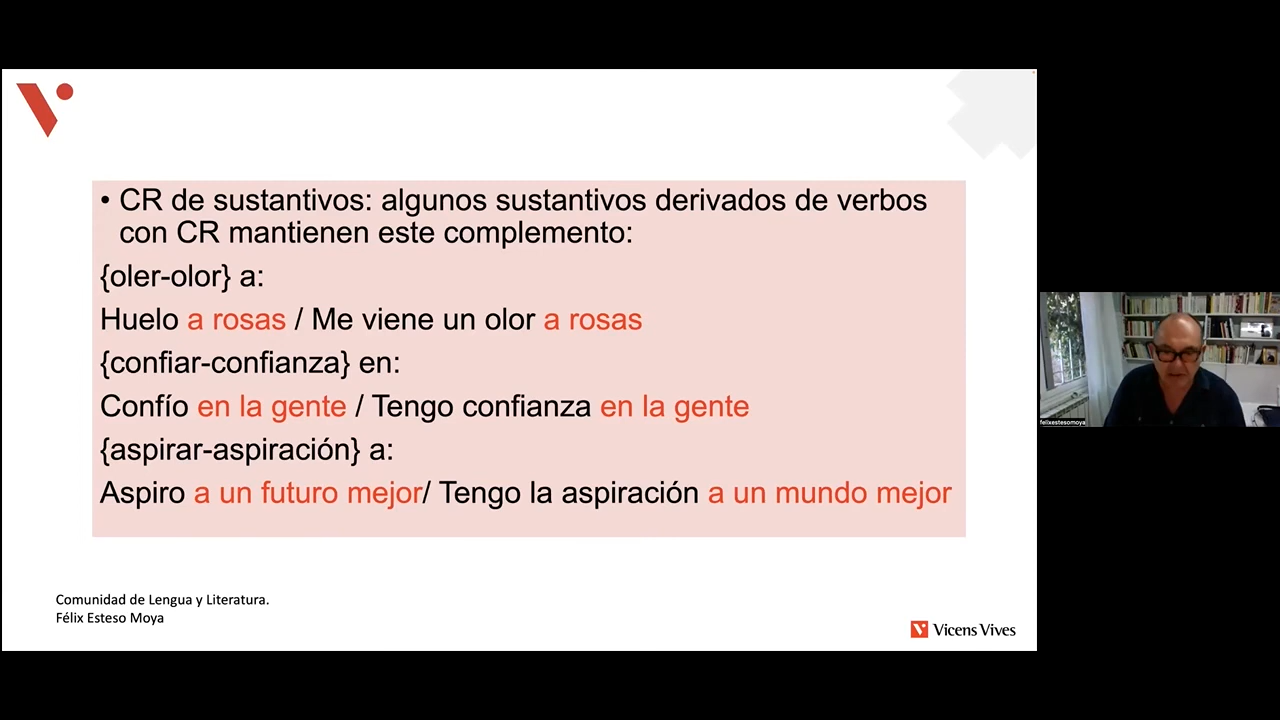 • CR de sustantivos: algunos sustantivos derivados de verbos
con CR mantienen este complemento:
{oler-olor} a:
Huelo a rosas / Me viene un olor a rosas
{confiar-confianza} en:
Confío en la gente / Tengo confianza en la gente
{aspirar-aspiración} a:
Aspiro a un futuro mejor/ Tengo la aspiración a un mundo mejor
felixestesomoya
Comunidad de Lengua y Literatura.
Félix Esteso Moya
Vicens Vives